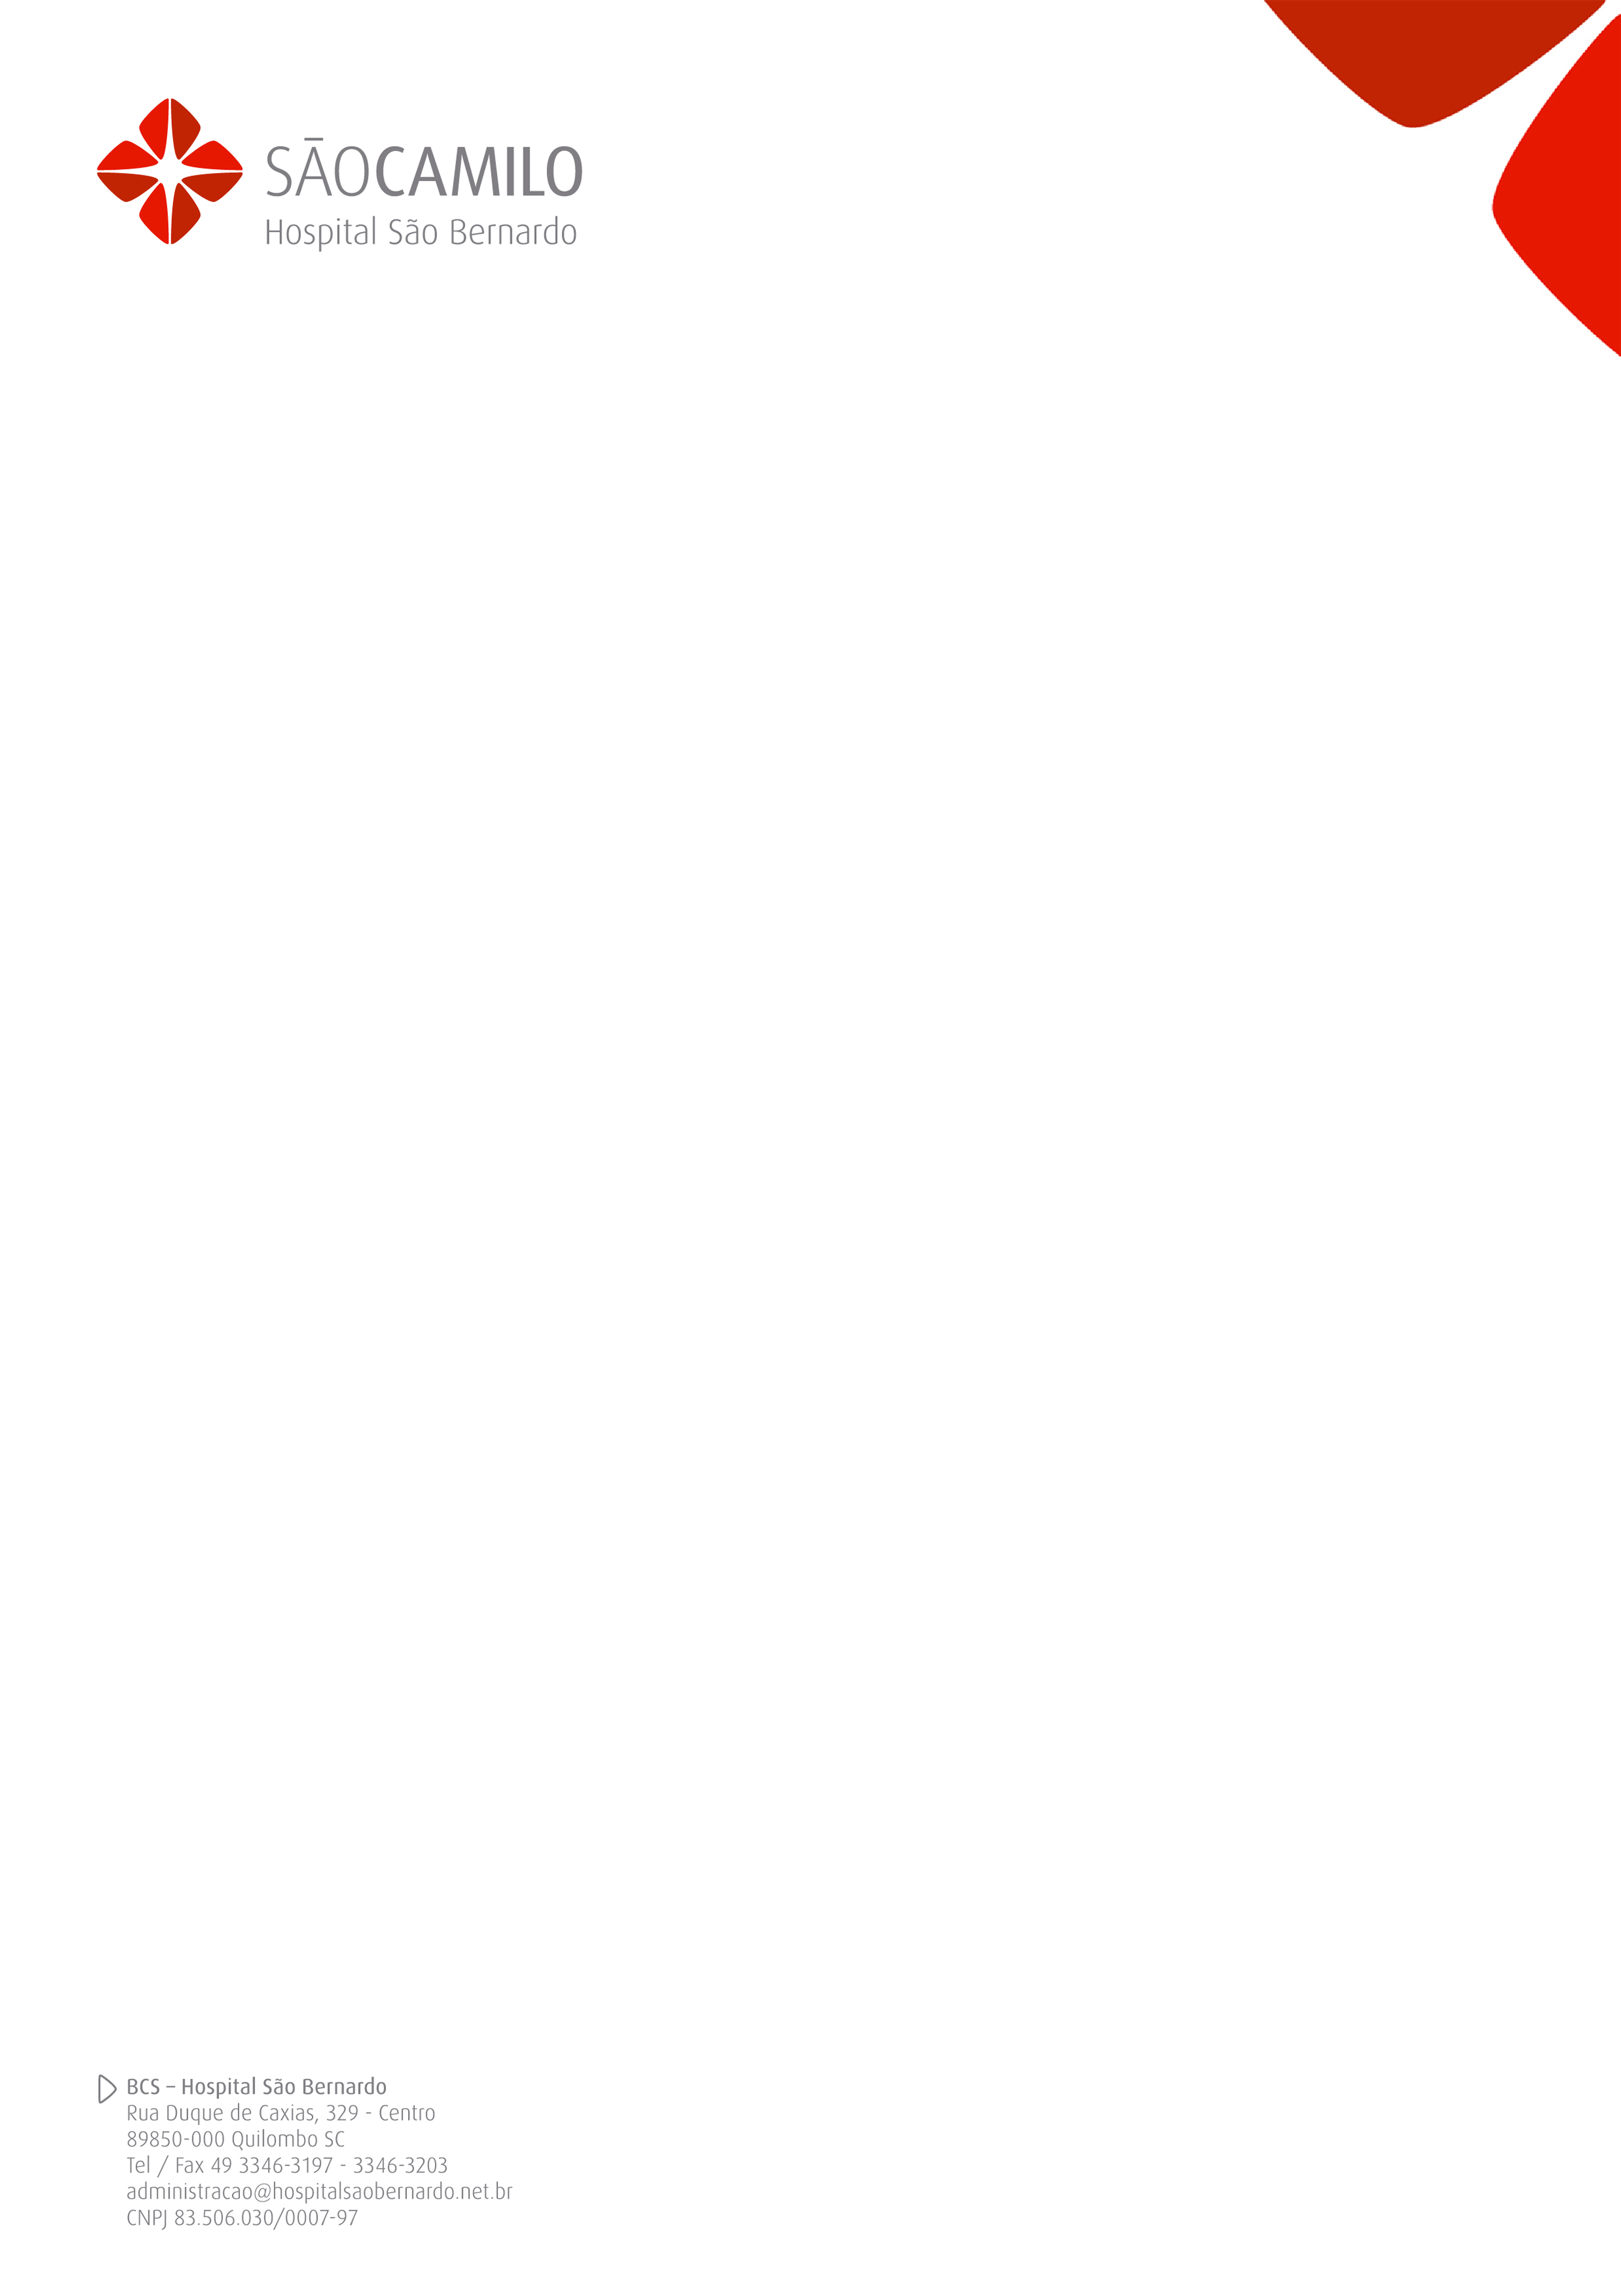 SÃOCAMILO
Hospital São Bernardo
BCS – Hospital São Bernardo
Rua Duque de Caxias, 329 - Centro
89850-000 Quilombo SC
Tel / Fax 49 3346-3197 - 3346-3203
administracao@hospitalsaobernardo.net.br
CNPJ 83.506.030/0007-97